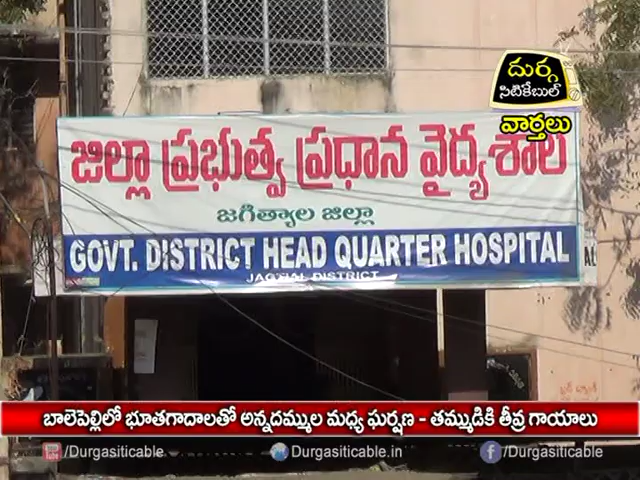 దుర్గ
సిటికేబుల్
వార్తలు
జిల్లా ప్రభుత్వ ప్రధాన వైద్యశాల
జగిత్యాల జిల్లా
GOVT. DISTRICT HEAD QUARTER HOSPITAL
JAGTIAL DISTRICT
బాలెపెల్లిలో భూతగాదాలతో అన్నదమ్ముల మధ్య ఘర్షణ - తమ్ముడికి తీవ్ర గాయాలు
/Durgasiticable /Durgasiticable.in /Durgasiticable